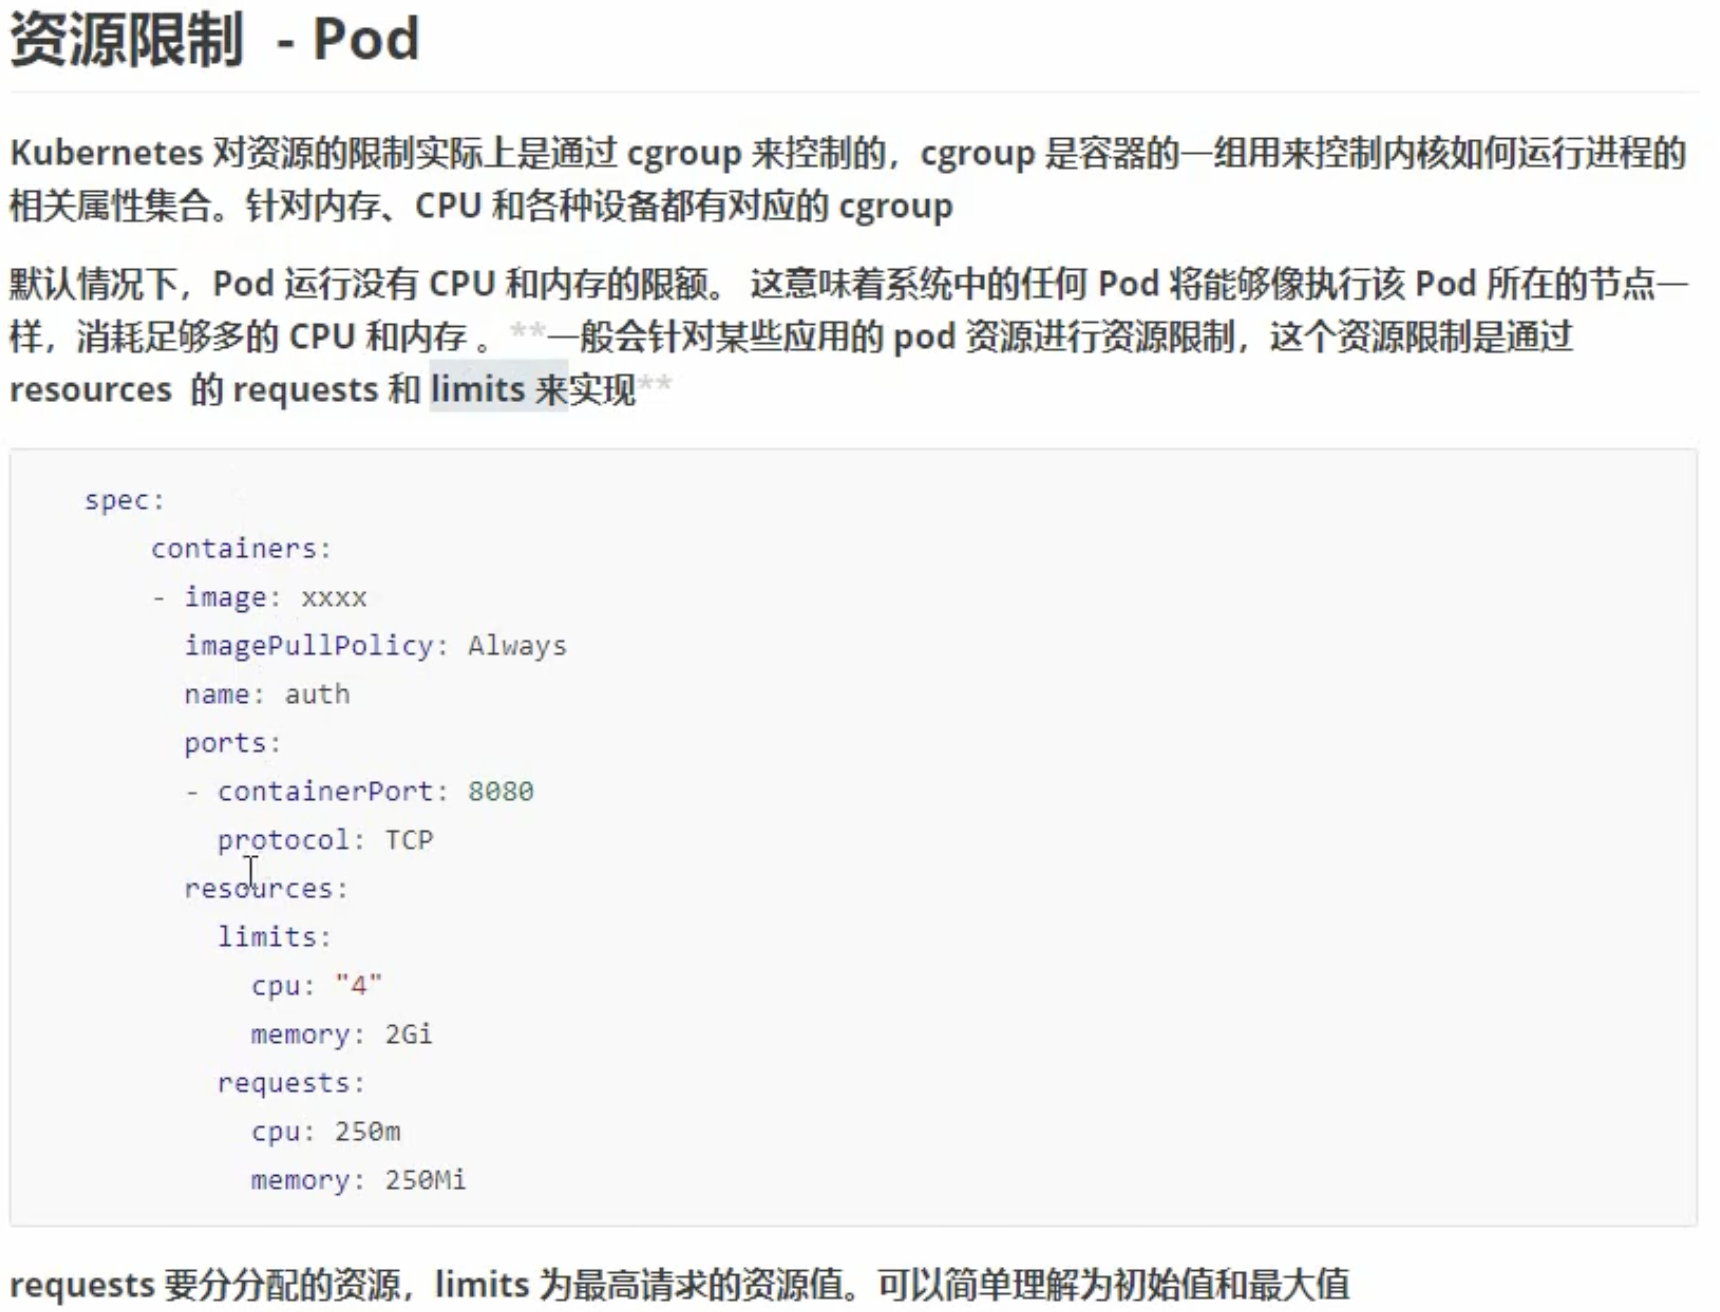 资源限制 - Pod
Kubernetes 对资源的限制实际上是通过 cgroup 来控制的，cgroup 是容器的一组用来控制内核如何运行进程的
相关属性集合。针对内存、CPU 和各种设备都有对应的 cgroup
默认情况下，Pod 运行没有 CPU 和内存的限额。 这意味着系统中的任何 Pod 将能够像执行该 Pod 所在的节点一
样，消耗足够多的 CPU 和内存 。**一般会针对某些应用的 pod 资源进行资源限制，这个资源限制是通过
resources 的 requests 和 limits 来实现**
spec:
    containers:
    - image: xxxx
      imagePullPolicy: Always
      name: auth
      ports:
      - containerPort: 8080
        protocol: TCP
      resources:
        limits:
          cpu: "4"
          memory: 2Gi
        requests:
          cpu: 250m
          memory: 250Mi
requests 要分分配的资源，limits 为最高请求的资源值。可以简单理解为初始值和最大值